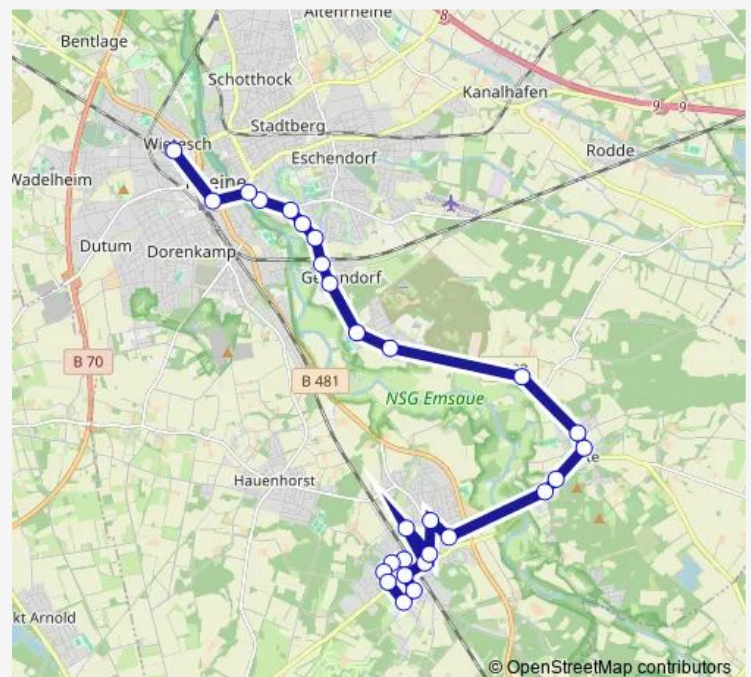 Altenrheine
8
Bentlage
Schotthock
Kanalhafen
9 9
Stadtberg
Eschendorf
Rodde
Wadelheim
Dutum
Dorenkamp
B 70
B 481
NSG Emsaue
Hauenhorst
kt Arnold
© OpenStreetMap contributors